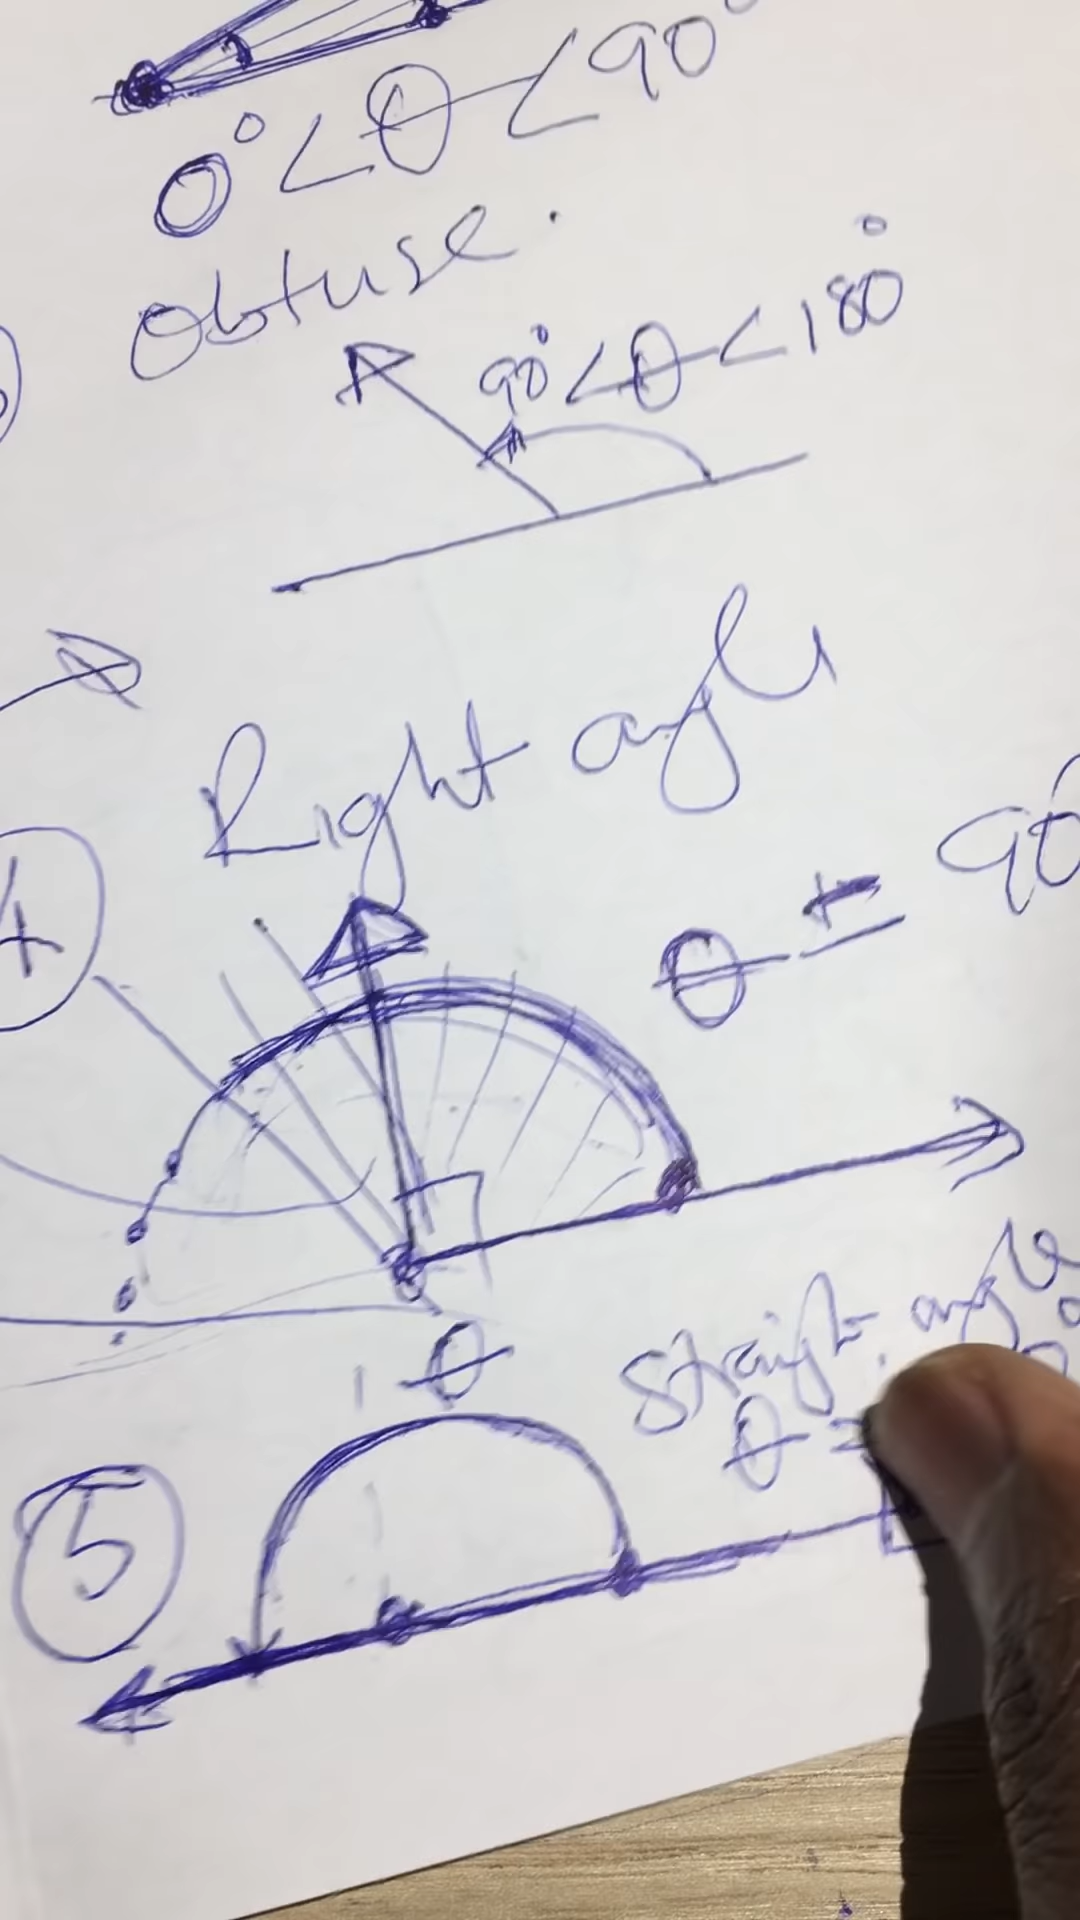 0° < θ < 90°
obtuse.
90° < θ < 180°
Right angle
4
θ = 90
θ
straight angle
θ =
5